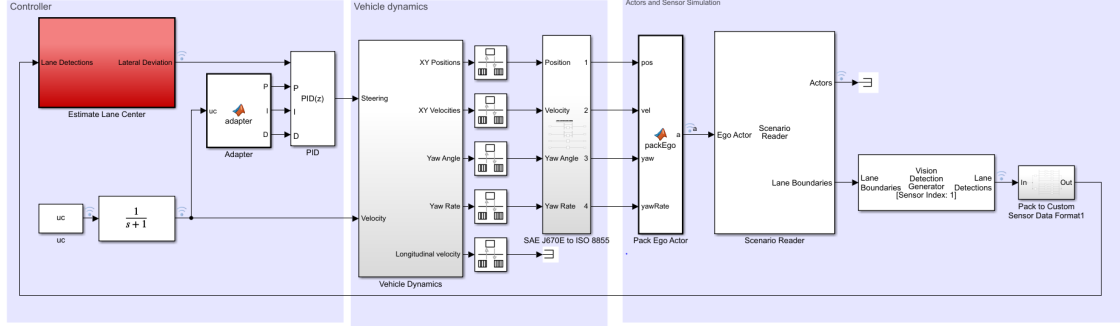 Controller
Lane Detections
Lateral Deviation
Estimate Lane Center
uc
adapter
P
I
D
Adapter
P
PID(z)
I
D
PID
uc
uc
1
s + 1
Vehicle dynamics
Steering
Velocity
XY Positions
XY Velocities
Yaw Angle
Yaw Rate
Longitudinal velocity
Vehicle Dynamics
Position
Velocity
Yaw Angle
Yaw Rate
1
2
3
4
SAE J670E to ISO 8855
Actors and Sensor Simulation
pos
vel
yaw
yawRate
packEgo
a
Pack Ego Actor
a
Ego Actor
Scenario
Reader
Actors
Lane Boundaries
Scenario Reader
Lane
Boundaries
Vision
Detection
Generator
[Sensor Index: 1]
Lane
Detections
In
Out
Pack to Custom
Sensor Data Format1